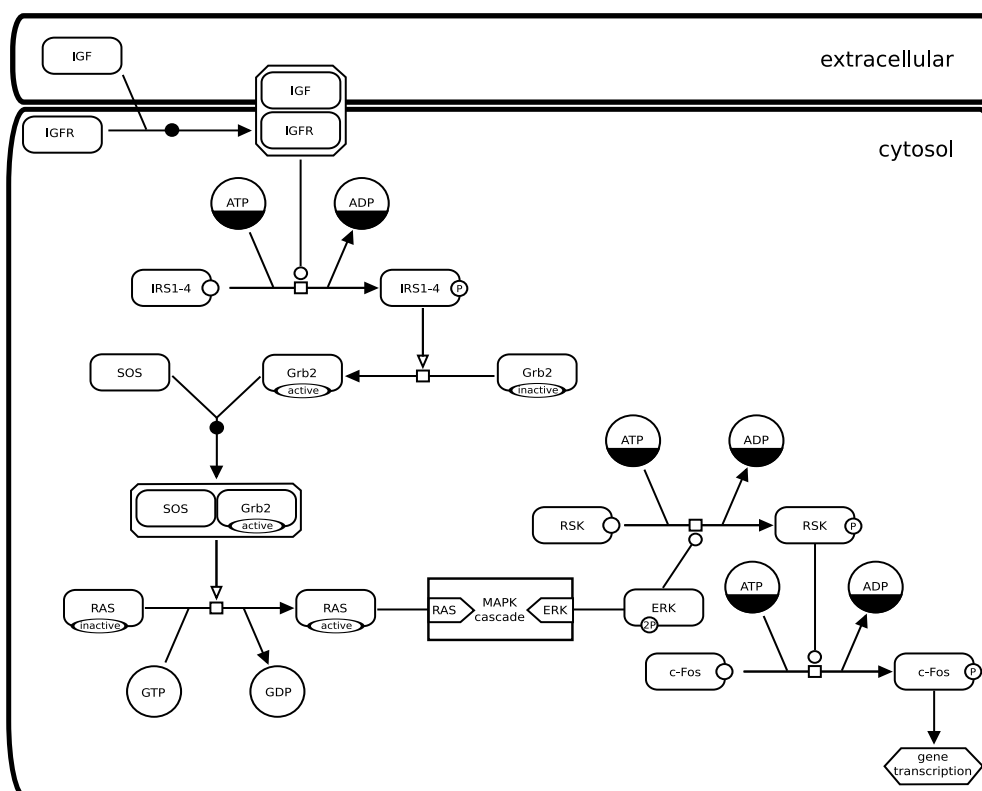 IGF
extracellular
IGF
IGFR
IGFR
cytosol
ATP
ADP
IRS1-4
IRS1-4
P
SOS
Grb2
active
Grb2
inactive
ATP
ADP
SOS
Grb2
active
RSK
RSK
P
ATP
ADP
RAS
inactive
RAS
active
RAS
MAPK
cascade
ERK
ERK
2P
c-Fos
c-Fos
P
GTP
GDP
gene
transcription